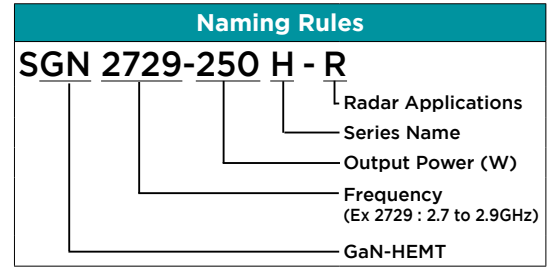 Naming Rules
SGN 2729-250 H - R
Radar Applications
Series Name
Output Power (W)
Frequency
(Ex 2729 : 2.7 to 2.9GHz)
GaN-HEMT